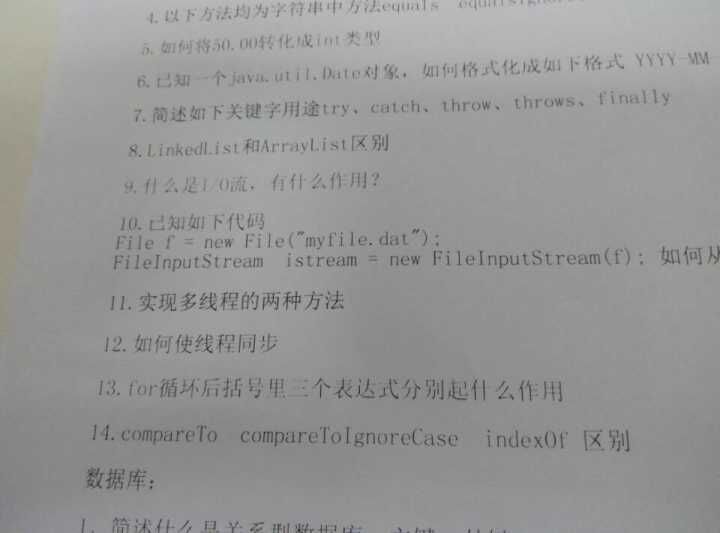 4.以下方法均为字符串中方法equals
5.如何将50.00转化成int类型
6.已知一个java.util.Date对象，如何格式化成如下格式 YYYY-MM-
7.简述如下关键字用途try、catch、throw、throws、finally
8.LinkedList和ArrayList区别
9.什么是I/O流，有什么作用？
10.已知如下代码
File f = new File("myfile.dat");
FileInputStream istream = new FileInputStream(f); 如何从
11.实现多线程的两种方法
12.如何使线程同步
13.for循环后括号里三个表达式分别起什么作用
14.compareTo compareToIgnoreCase indexOf 区别
数据库：
1.简述什么是关系型数据库